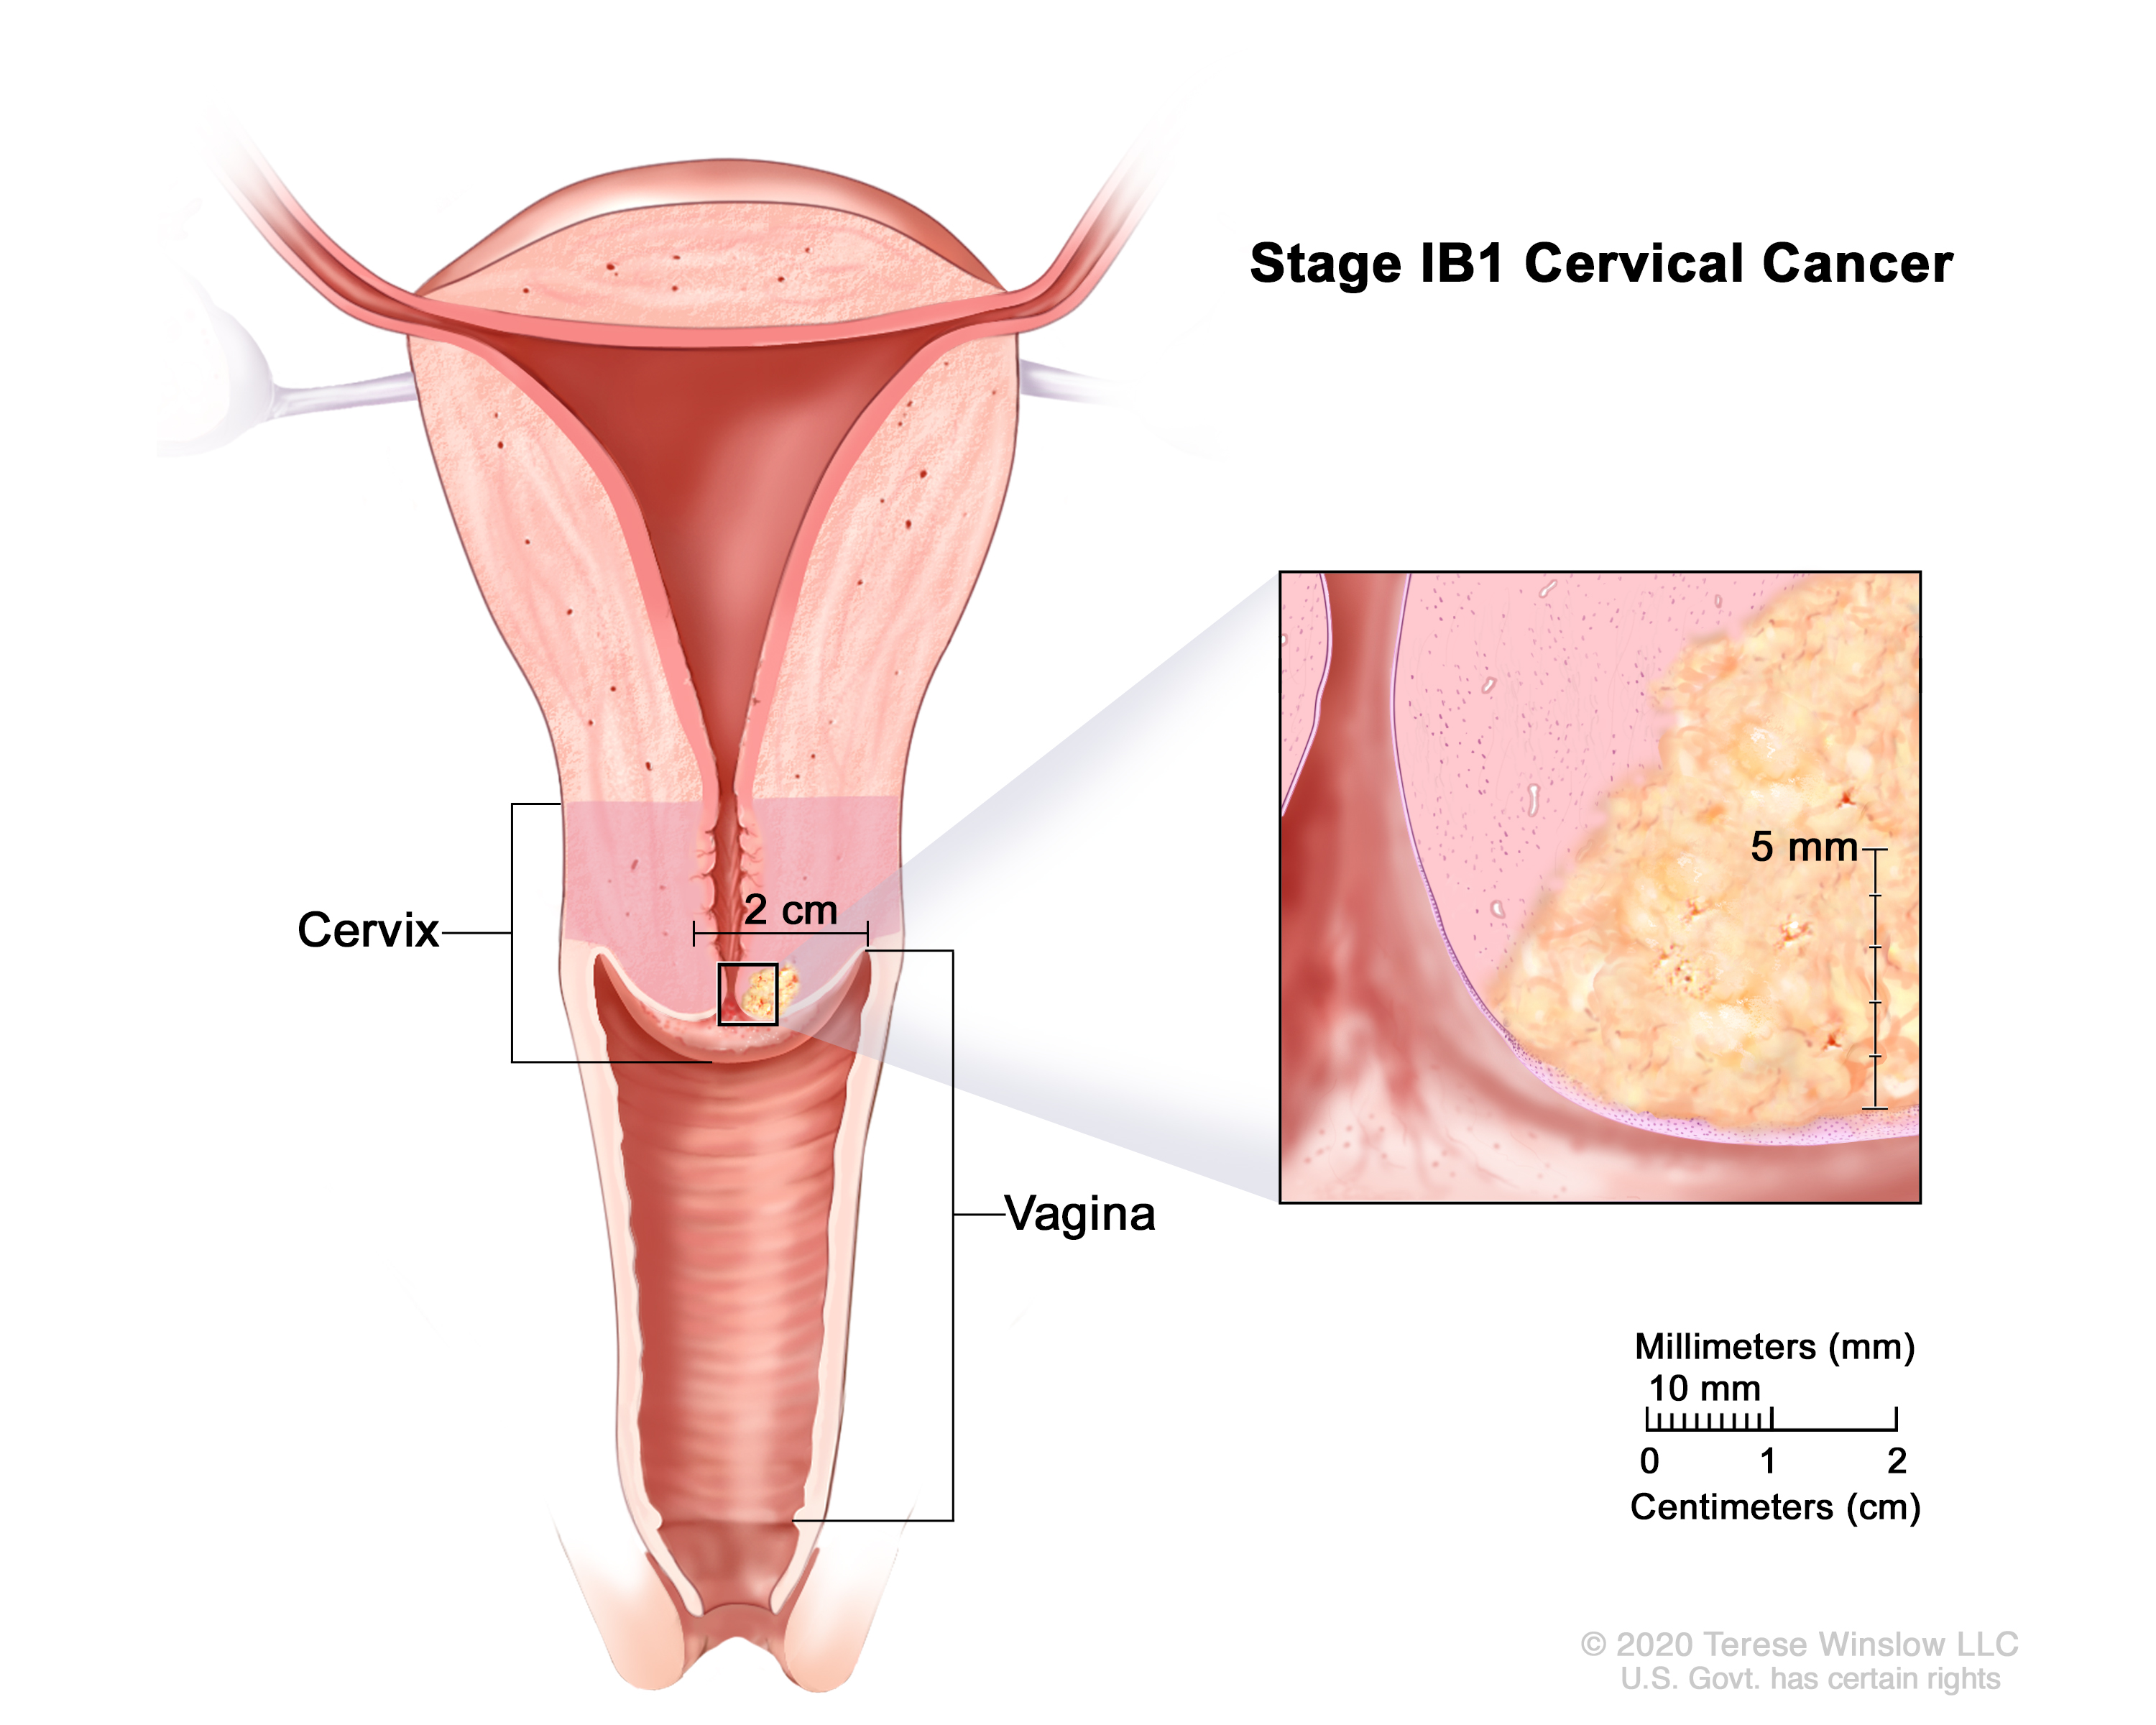 Stage IB1 Cervical Cancer
5 mm
2 cm
Cervix
Vagina
Millimeters (mm)
10 mm
0 1 2
Centimeters (cm)
© 2020 Terese Winslow LLC
U.S. Govt. has certain rights